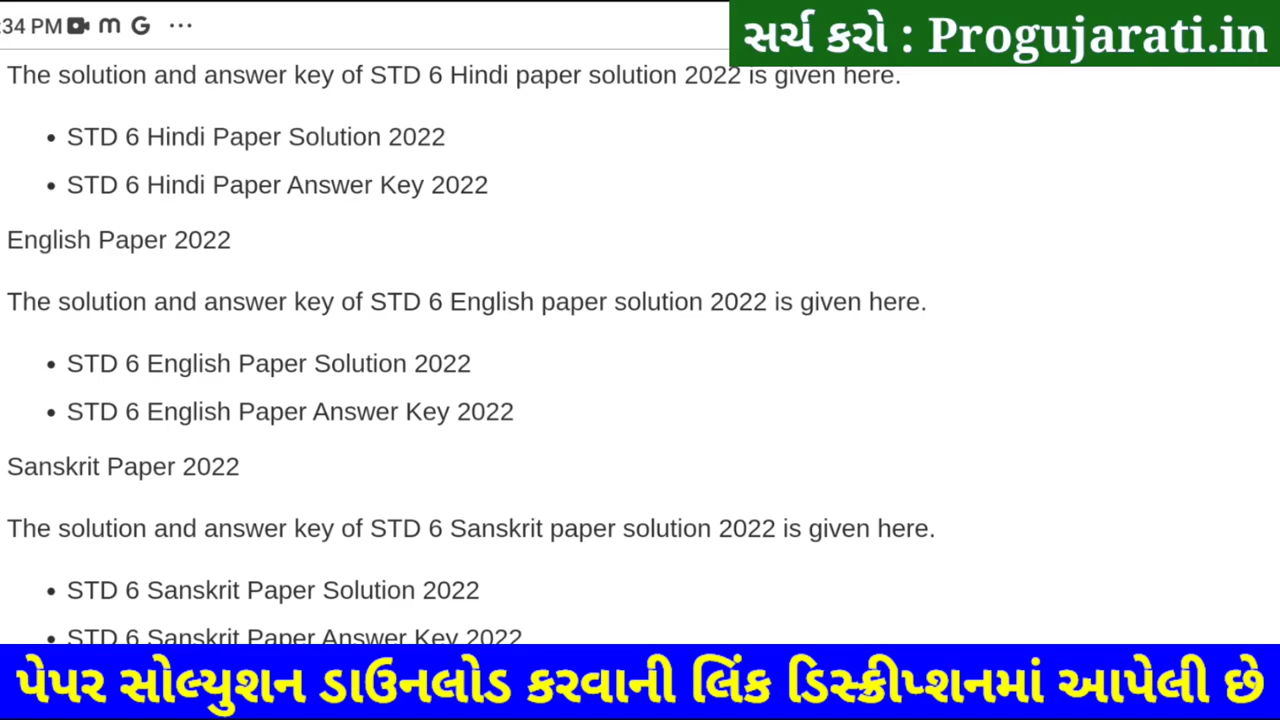 :34 PM
સર્ચ કરો : Progujarati.in
The solution and answer key of STD 6 Hindi paper solution 2022 is given here.
• STD 6 Hindi Paper Solution 2022
• STD 6 Hindi Paper Answer Key 2022
English Paper 2022
The solution and answer key of STD 6 English paper solution 2022 is given here.
• STD 6 English Paper Solution 2022
• STD 6 English Paper Answer Key 2022
Sanskrit Paper 2022
The solution and answer key of STD 6 Sanskrit paper solution 2022 is given here.
• STD 6 Sanskrit Paper Solution 2022
• STD 6 Sanskrit Paper Answer Key 2022
પેપર સોલ્યુશન ડાઉનલોડ કરવાની લિંક ડિસ્ક્રીપ્શનમાં આપેલી છે